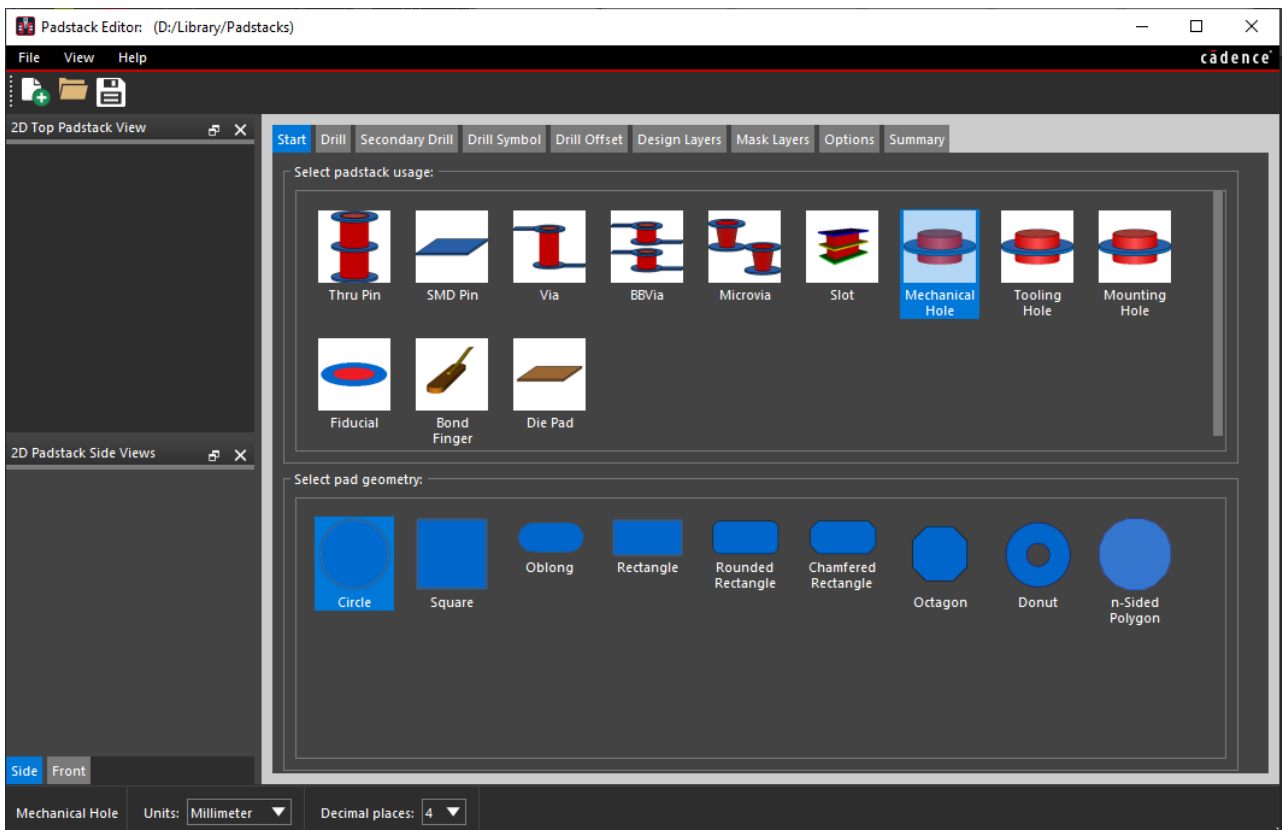 Padstack Editor: (D:/Library/Padstacks)
File View Help
cādence
2D Top Padstack View
Start Drill Secondary Drill Drill Symbol Drill Offset Design Layers Mask Layers Options Summary
Select padstack usage:
Thru Pin SMD Pin Via BBVia Microvia Slot Mechanical Hole Tooling Hole Mounting Hole
Fiducial Bond Finger Die Pad
2D Padstack Side Views
Select pad geometry:
Circle Square Oblong Rectangle Rounded Rectangle Chamfered Rectangle Octagon Donut n-Sided Polygon
Side Front
Mechanical Hole Units: Millimeter Decimal places: 4